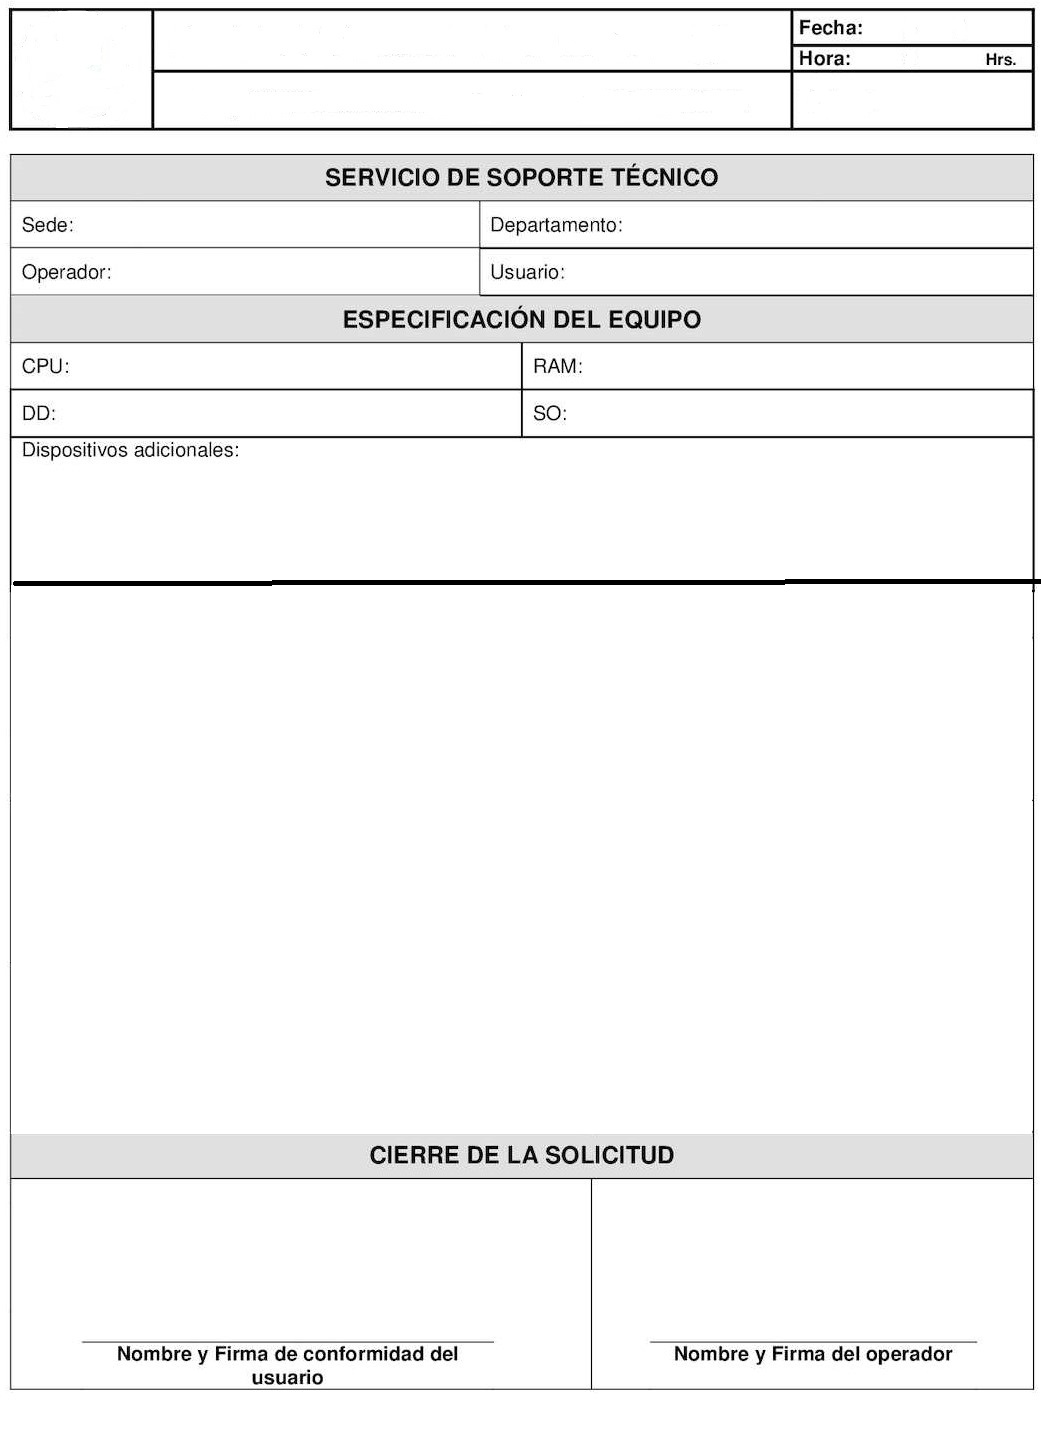 Fecha:
Hora: Hrs.
SERVICIO DE SOPORTE TÉCNICO
Sede: Departamento:
Operador: Usuario:
ESPECIFICACIÓN DEL EQUIPO
CPU: RAM:
DD: SO:
Dispositivos adicionales:
CIERRE DE LA SOLICITUD
Nombre y Firma de conformidad del
usuario
Nombre y Firma del operador